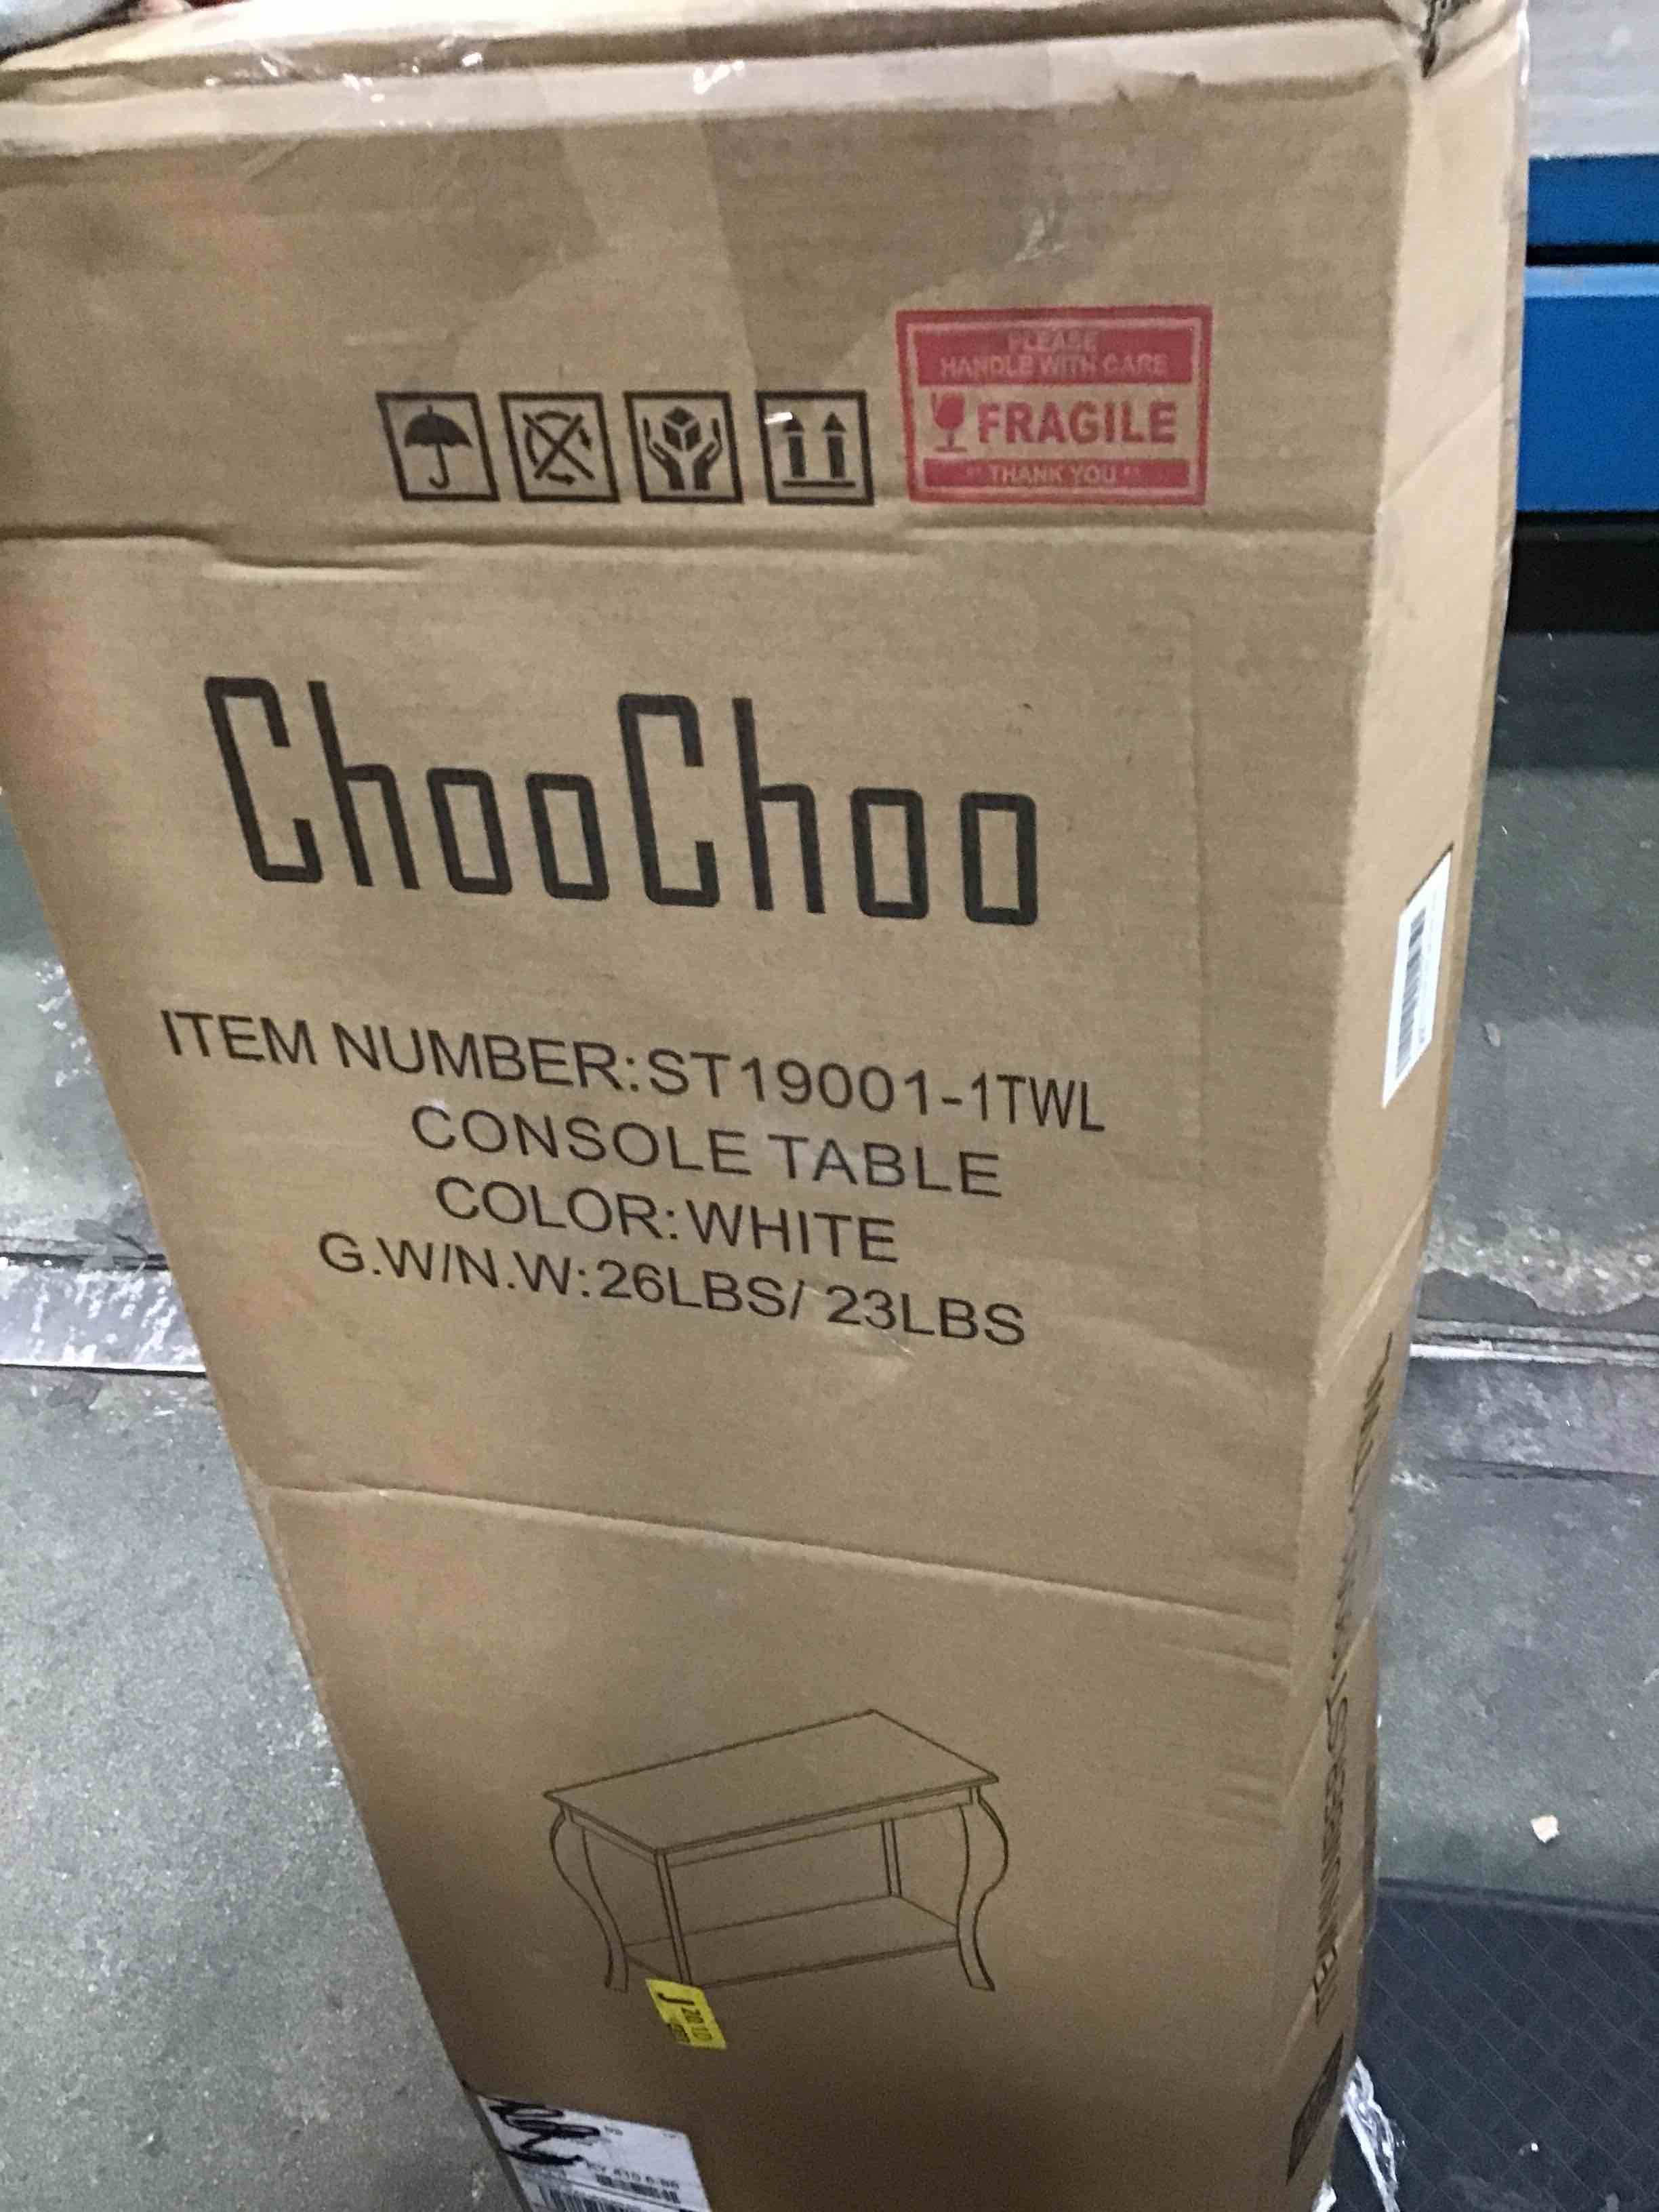 PLEASE
HANDLE WITH CARE
FRAGILE
THANK YOU
ChooChoo
ITEM NUMBER:ST19001-1TWL
CONSOLE TABLE
COLOR:WHITE
G.W/N.W:26LBS/ 23LBS
J